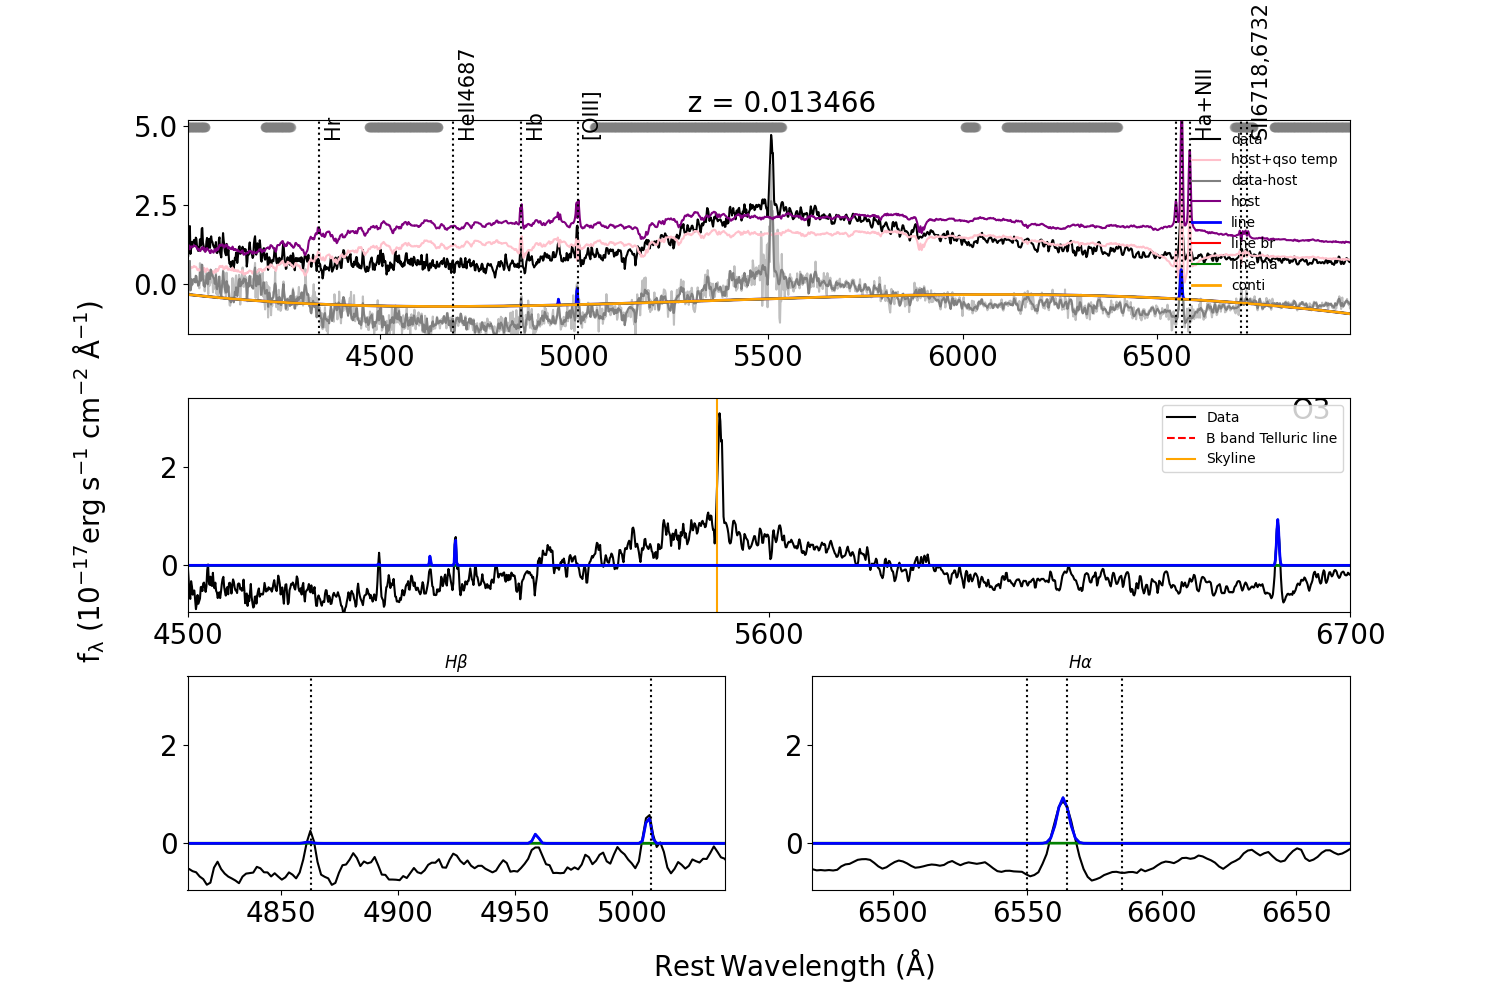 z = 0.013466
Hr
HeII4687
Hb
[OIII]
Ha+NII
SII6718,6732
5.0
2.5
0.0
data
host+qso temp
data-host
host
line
line br
line na
conti
4500 5000 5500 6000 6500
f_λ (10^−17 erg s^−1 cm^−2 Å^−1)
O3
2
0
Data
B band Telluric line
Skyline
4500 5600 6700
Hβ
2
0
4850 4900 4950 5000
Hα
2
0
6500 6550 6600 6650
Rest Wavelength (Å)